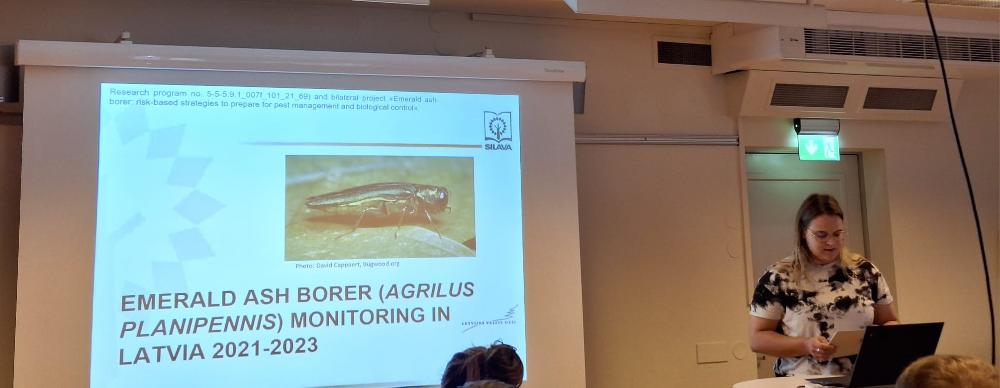 Grandview
Research program no. 5-5-5.9.1_007f_101_21_69) and bilateral project «Emerald ash
borer: risk-based strategies to prepare for pest management and biological control».
SILAVA
Photo: David Cappaert, Bugwood.org
EMERALD ASH BORER (AGRILUS
PLANIPENNIS) MONITORING IN
LATVIA 2021-2023
LATVIJAS VALSTS MEŽI